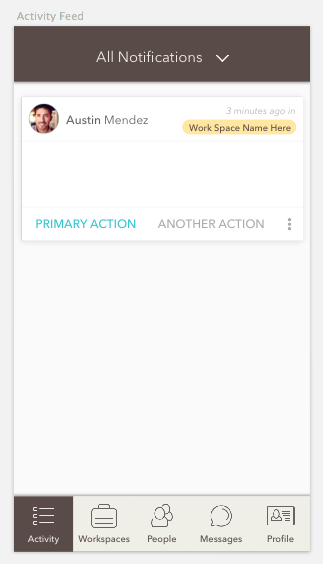 Activity Feed
All Notifications
Austin Mendez
3 minutes ago in
Work Space Name Here
PRIMARY ACTION ANOTHER ACTION
Activity Workspaces People Messages Profile